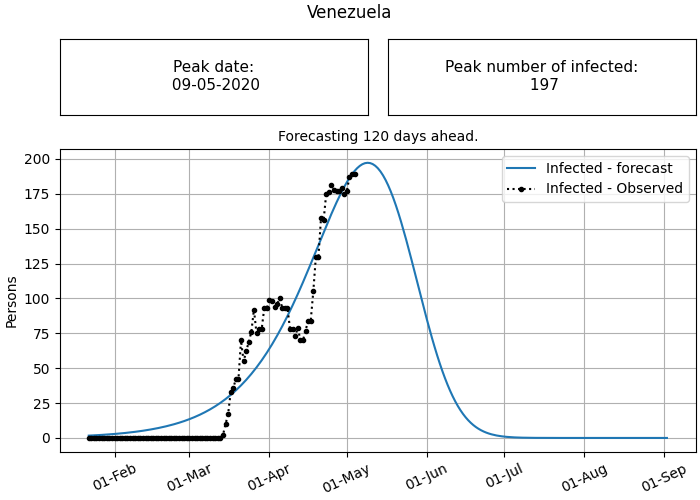 Venezuela
Peak date:
09-05-2020
Peak number of infected:
197
Forecasting 120 days ahead.
Infected - forecast
Infected - Observed
Persons
200
175
150
125
100
75
50
25
0
01-Feb
01-Mar
01-Apr
01-May
01-Jun
01-Jul
01-Aug
01-Sep